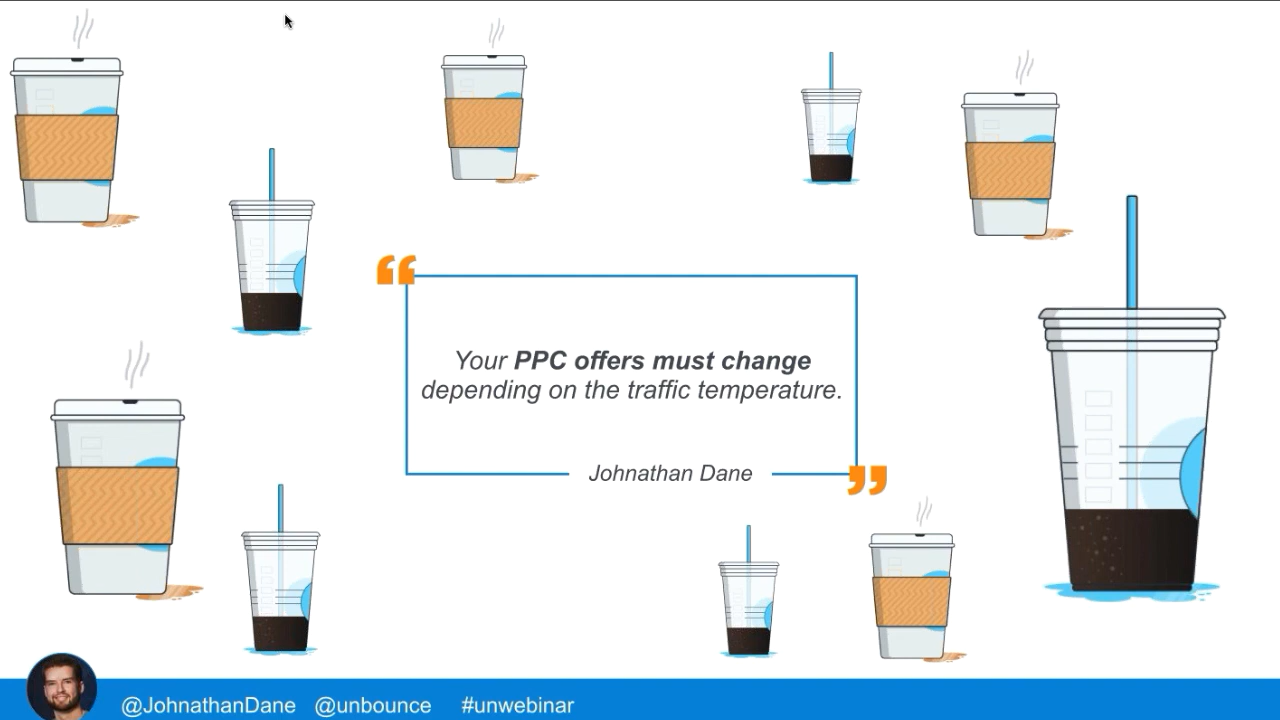 Your PPC offers must change
depending on the traffic temperature.
Johnathan Dane
@JohnathanDane @unbounce #unwebinar